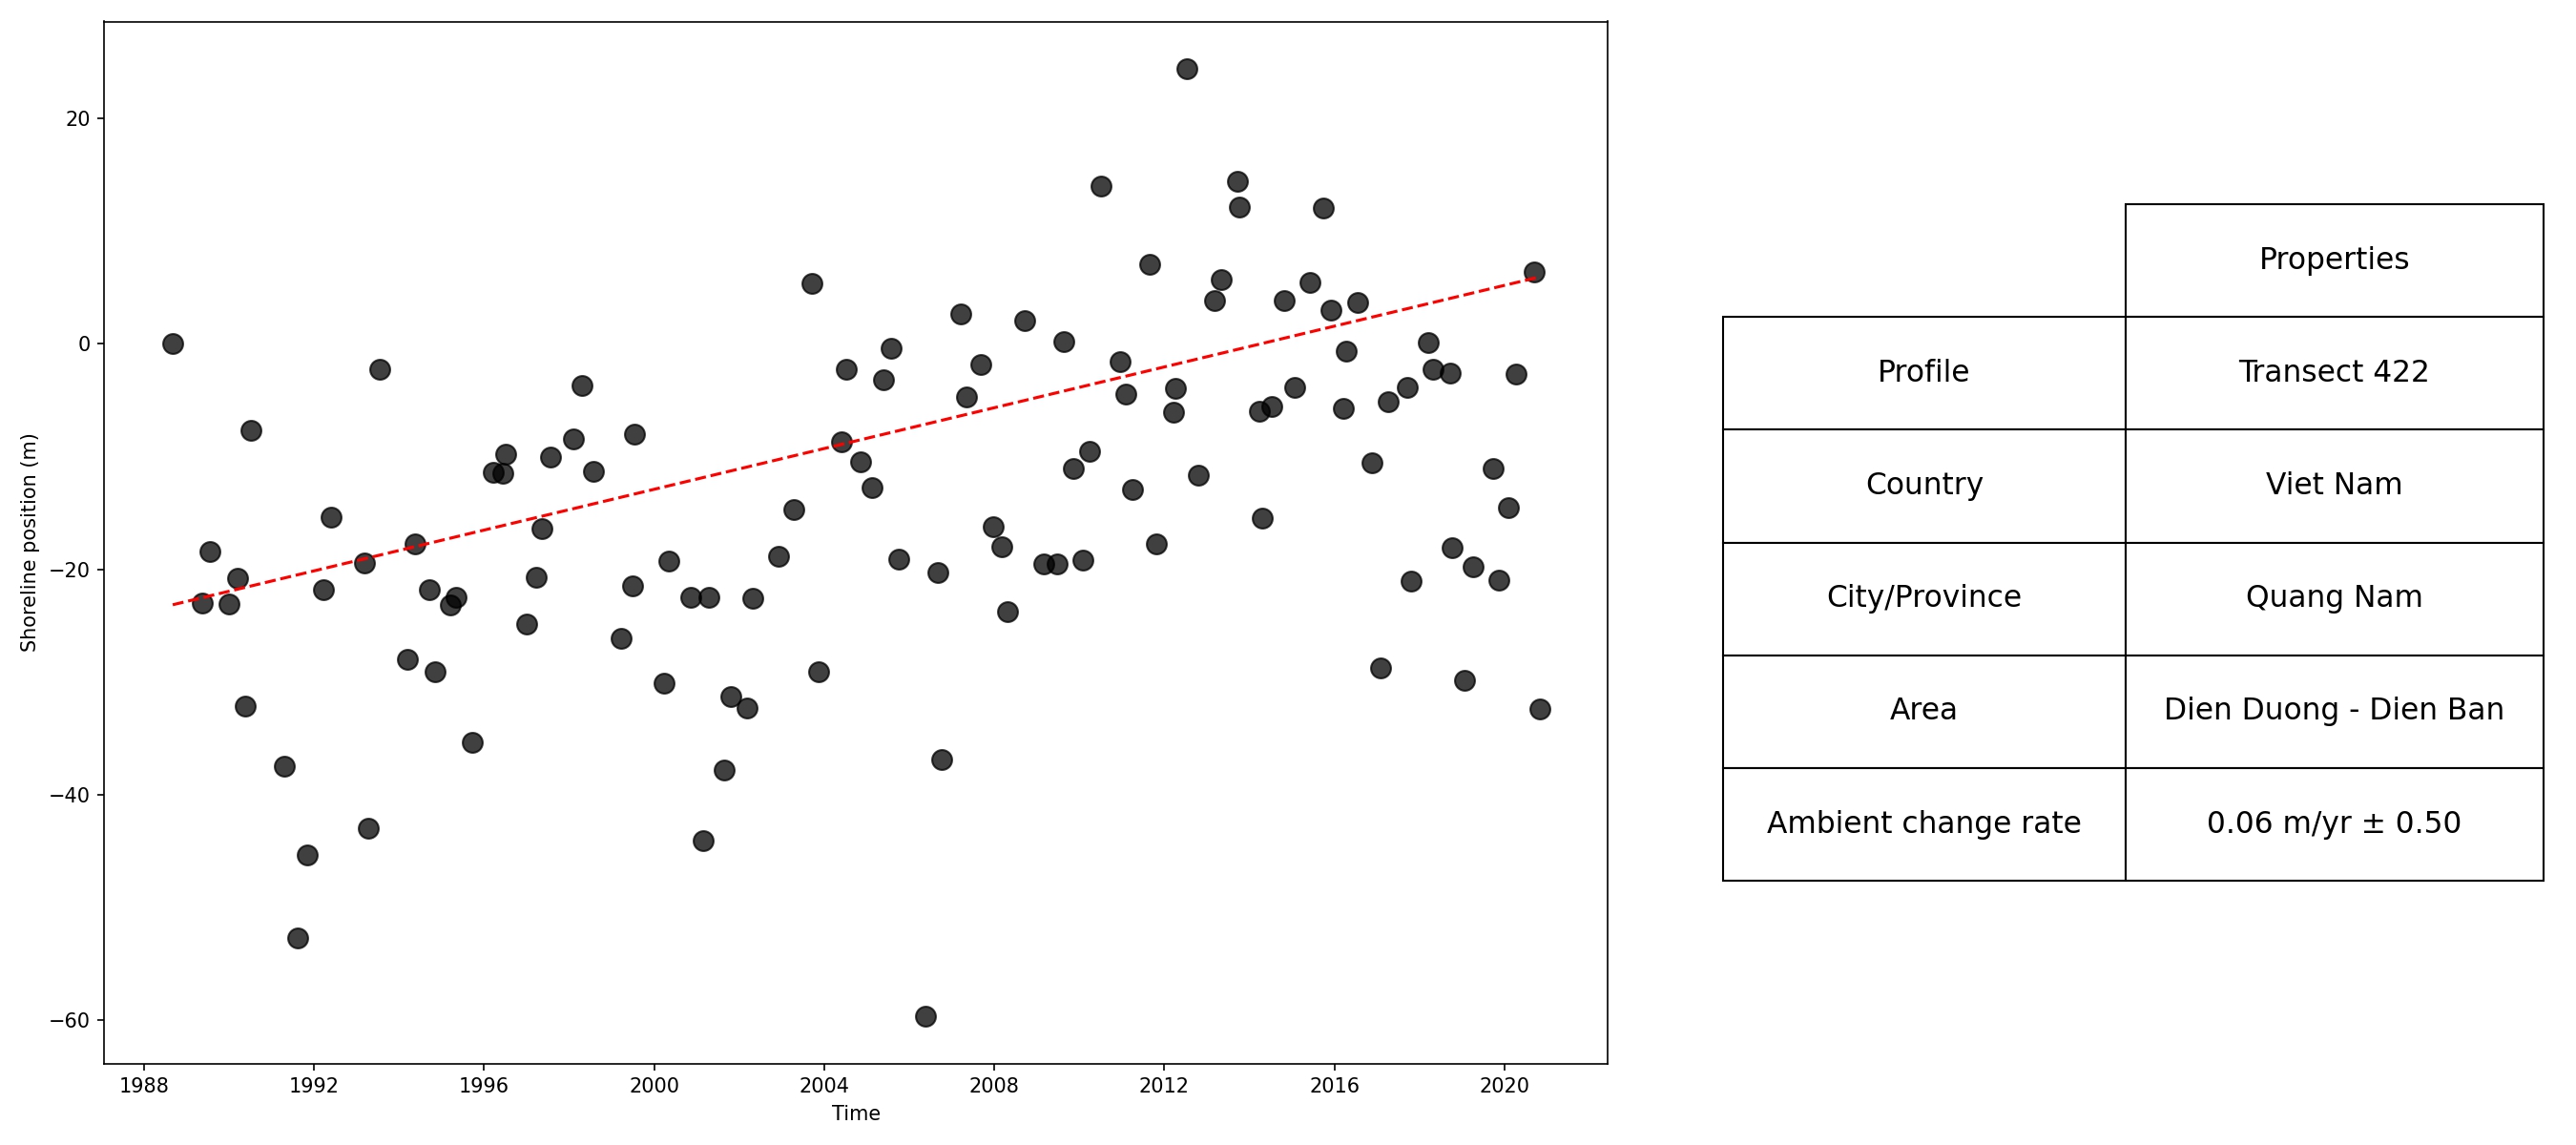 20
0
−20
−40
−60
Shoreline position (m)
1988 1992 1996 2000 2004 2008 2012 2016 2020
Time
Properties
Profile Transect 422
Country Viet Nam
City/Province Quang Nam
Area Dien Duong - Dien Ban
Ambient change rate 0.06 m/yr ± 0.50